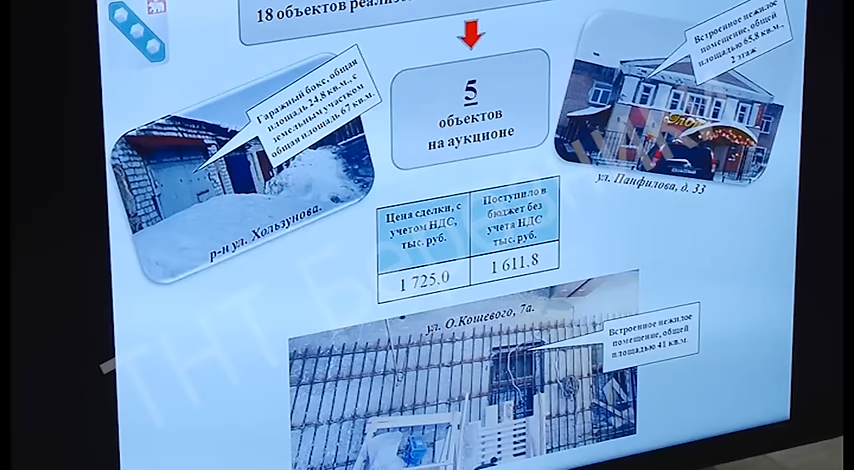 18 объектов
Гаражный бокс, общая
площадь 24,8 кв.м., с
земельным участком
общая площадь 67 кв.м.
р-н ул. Хользунова.
5
объектов
на аукционе
Встроенное нежилое
помещение, общей
площадью 65,8 кв.м.,
2 этаж
ул. Панфилова, д. 33
Цена сделки, с
учетом НДС,
тыс. руб.
Поступило в
бюджет без
учета НДС
тыс. руб.
1 725,0
1 611,8
ул. О.Кошевого, 7а.
Встроенное нежилое
помещение, общей
площадью 41 кв.м.
ТНТ